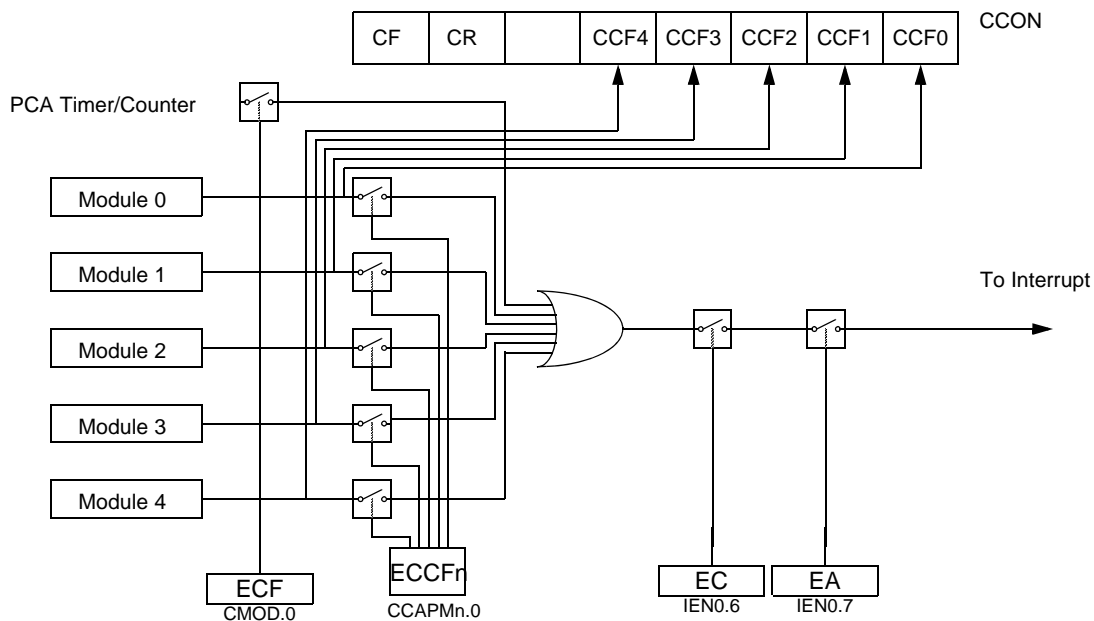 CF CR CCF4 CCF3 CCF2 CCF1 CCF0 CCON
PCA Timer/Counter
Module 0
Module 1
To Interrupt
Module 2
Module 3
Module 4
ECF
CMOD.0
ECCFn
CCAPMn.0
EC
IEN0.6
EA
IEN0.7